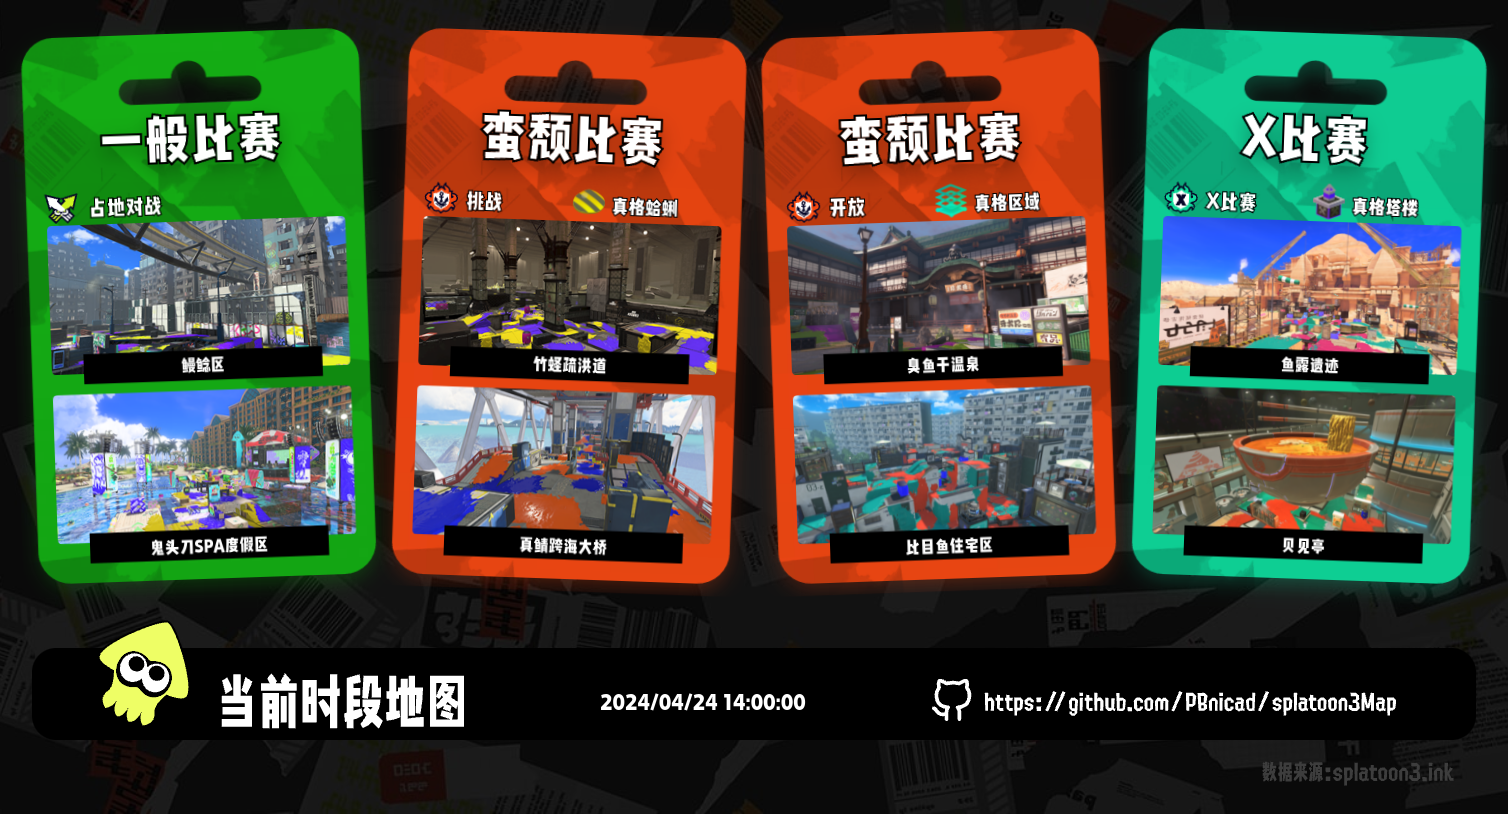 一般比赛
占地对战
鳗鲶区
鬼头刀SPA度假区
蛮颓比赛
挑战
真格蛤蜊
竹蛏疏洪道
真鲭跨海大桥
蛮颓比赛
开放
真格区域
臭鱼干温泉
比目鱼住宅区
X比赛
X比赛
真格塔楼
鱼露遗迹
贝见亭
当前时段地图
2024/04/24 14:00:00
https://github.com/PBnicad/splatoon3Map
数据来源:splatoon3.ink